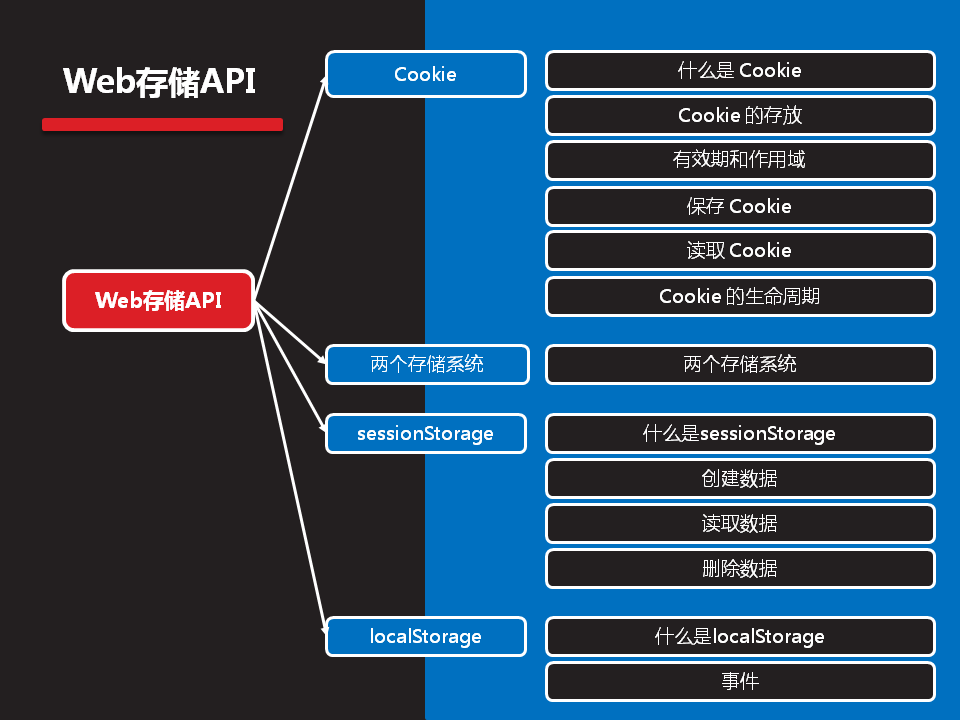 Web存储API
Web存储API
Cookie
什么是 Cookie
Cookie 的存放
有效期和作用域
保存 Cookie
读取 Cookie
Cookie 的生命周期
两个存储系统
两个存储系统
sessionStorage
什么是sessionStorage
创建数据
读取数据
删除数据
localStorage
什么是localStorage
事件